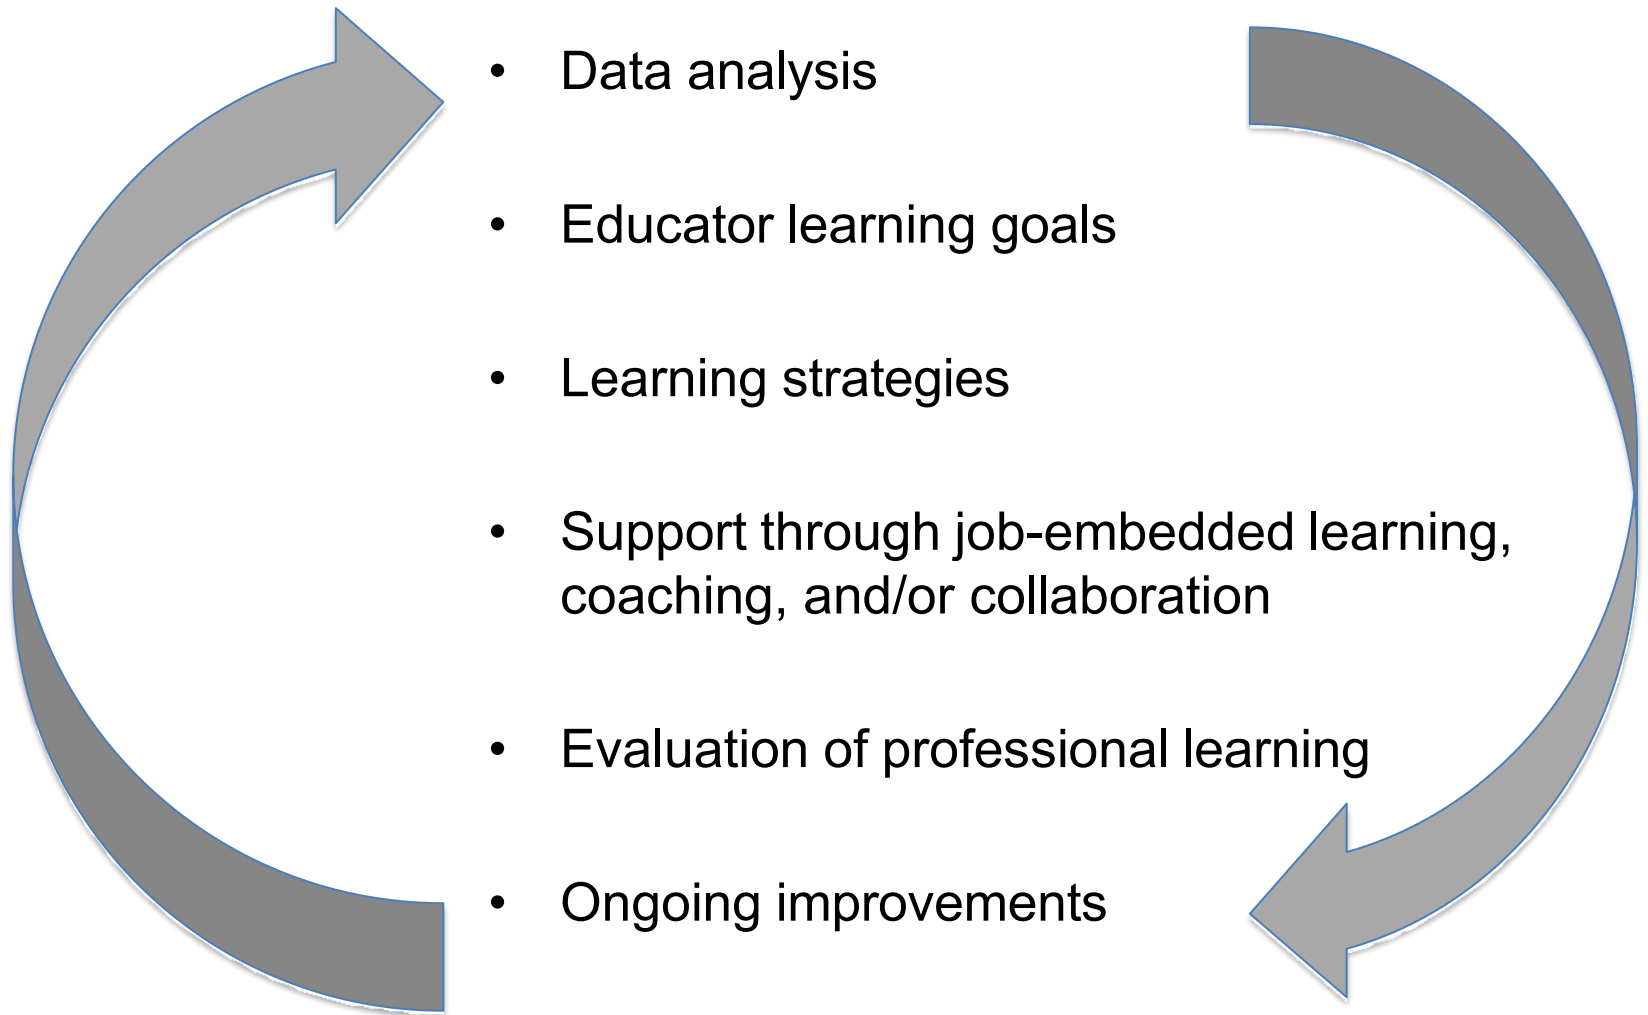 • Data analysis
• Educator learning goals
• Learning strategies
• Support through job-embedded learning,
coaching, and/or collaboration
• Evaluation of professional learning
• Ongoing improvements